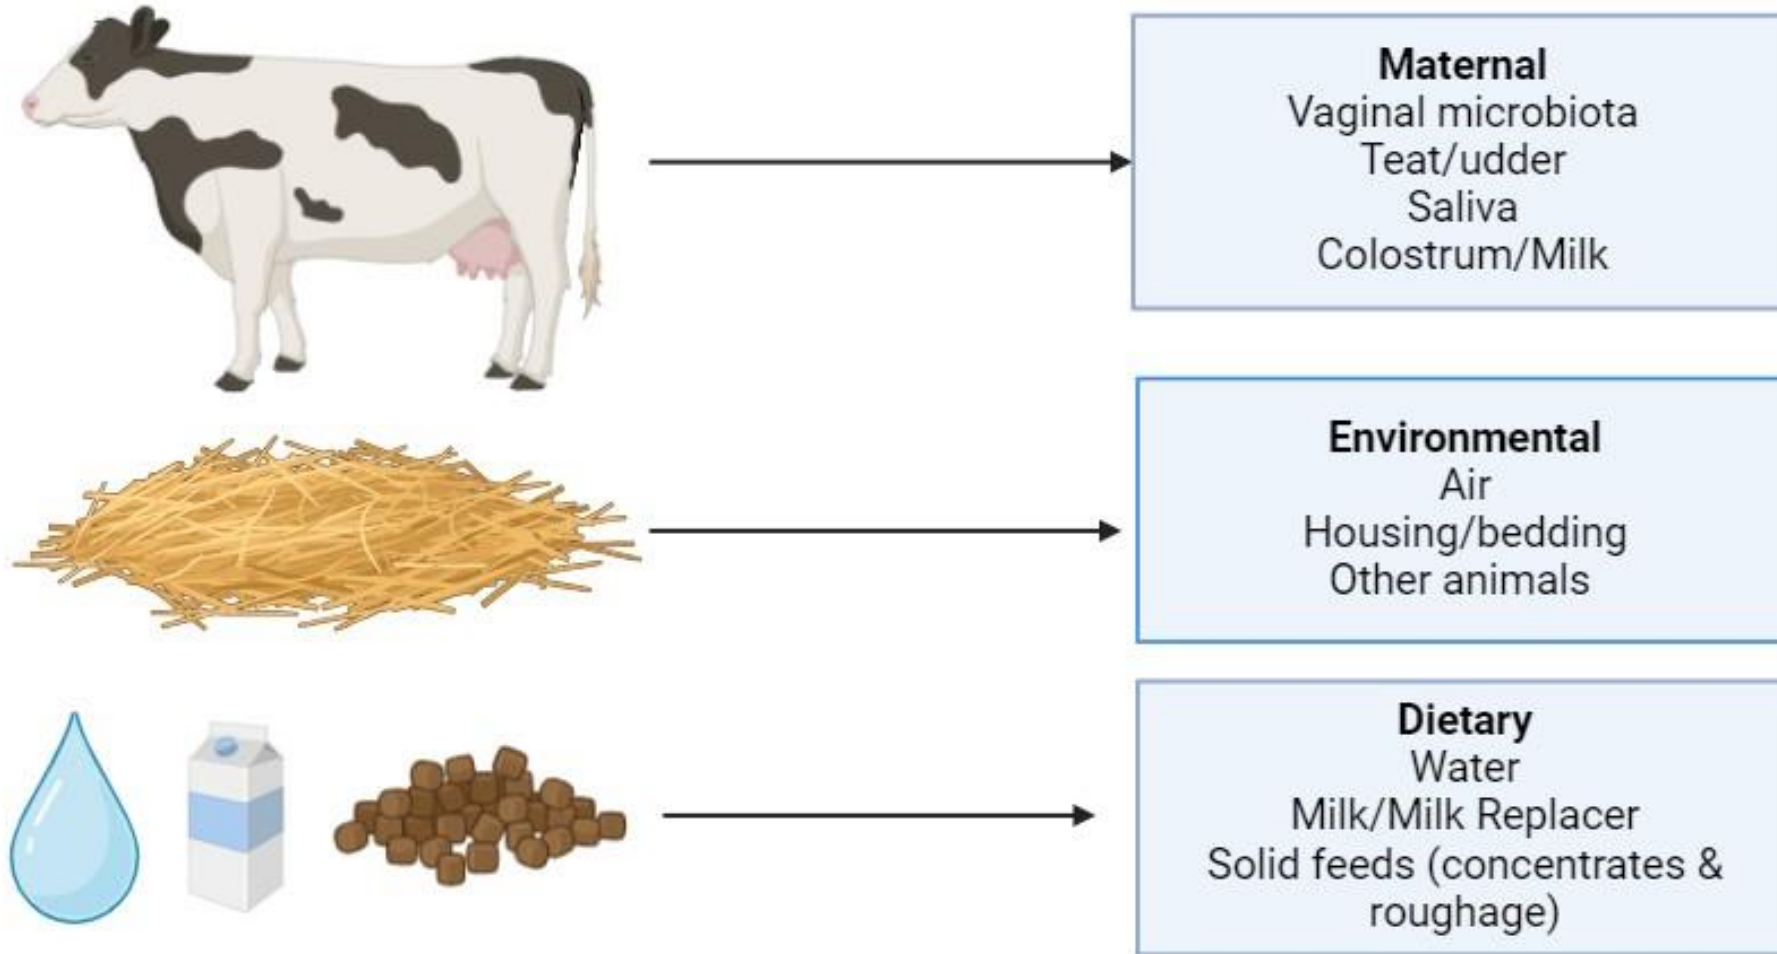 Maternal
Vaginal microbiota
Teat/udder
Saliva
Colostrum/Milk
Environmental
Air
Housing/bedding
Other animals
Dietary
Water
Milk/Milk Replacer
Solid feeds (concentrates &
roughage)